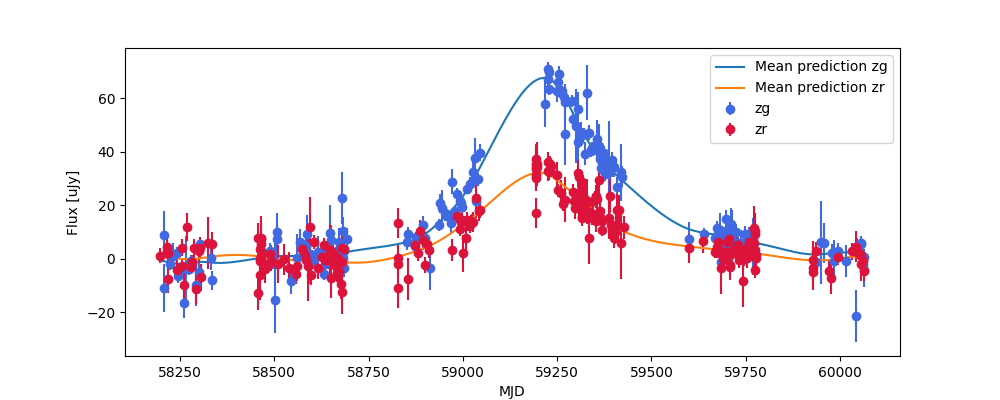 Mean prediction zg
Mean prediction zr
zg
zr
60
40
20
0
−20
Flux [uJy]
58250 58500 58750 59000 59250 59500 59750 60000
MJD